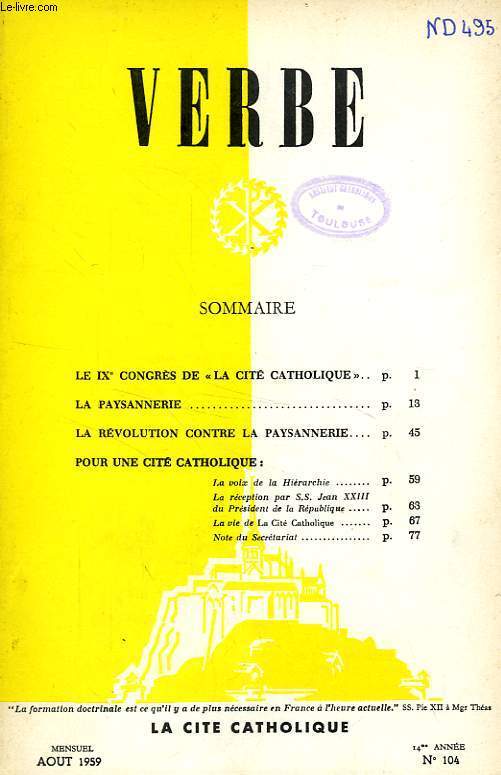 Le-livre.com
ND 495
VERBE
TOULOUSE
SOMMAIRE
LE IXe CONGRÈS DE « LA CITÉ CATHOLIQUE » .. p. 1
LA PAYSANNERIE ................................ p. 13
LA RÉVOLUTION CONTRE LA PAYSANNERIE.... p. 45
POUR UNE CITÉ CATHOLIQUE :
La voix de la Hiérarchie ........ p. 59
La réception par S.S. Jean XXIII
du Président de la République ..... p. 63
La vie de La Cité Catholique ....... p. 67
Note du Secrétariat ................ p. 77
"La formation doctrinale est ce qu'il y a de plus nécessaire en France à l'heure actuelle." SS. Pie XII à Mgr Théas
LA CITE CATHOLIQUE
MENSUEL 14me ANNÉE
AOUT 1959 N° 104